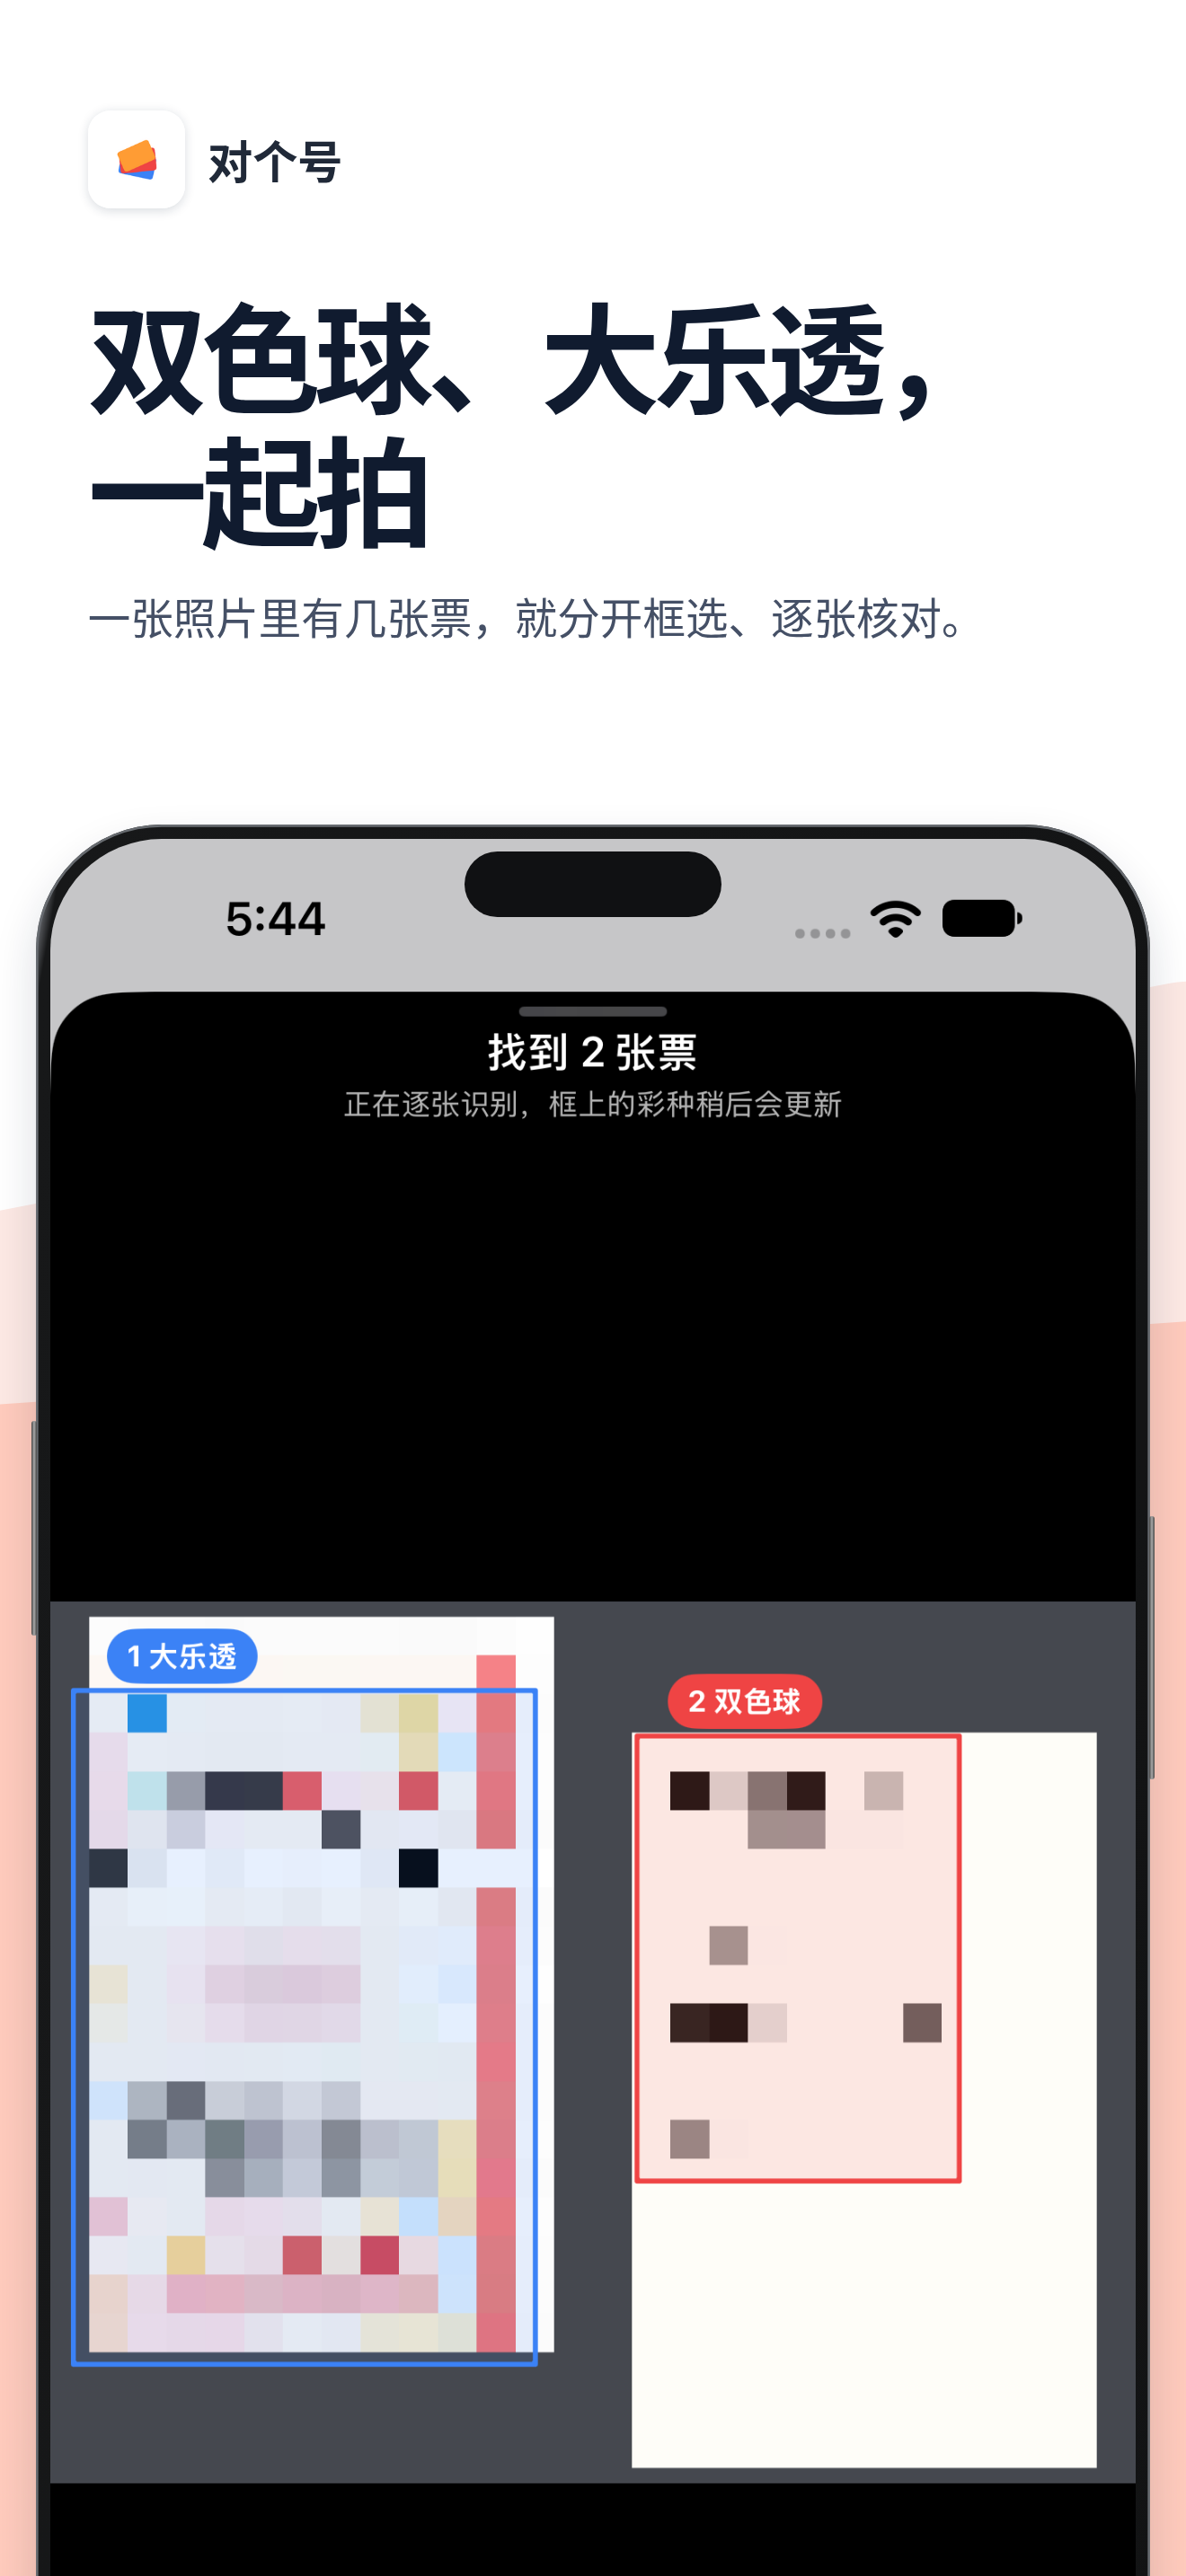 对个号
双色球、大乐透，
一起拍
一张照片里有几张票，就分开框选、逐张核对。
5:44
找到 2 张票
正在逐张识别，框上的彩种稍后会更新
1 大乐透
2 双色球